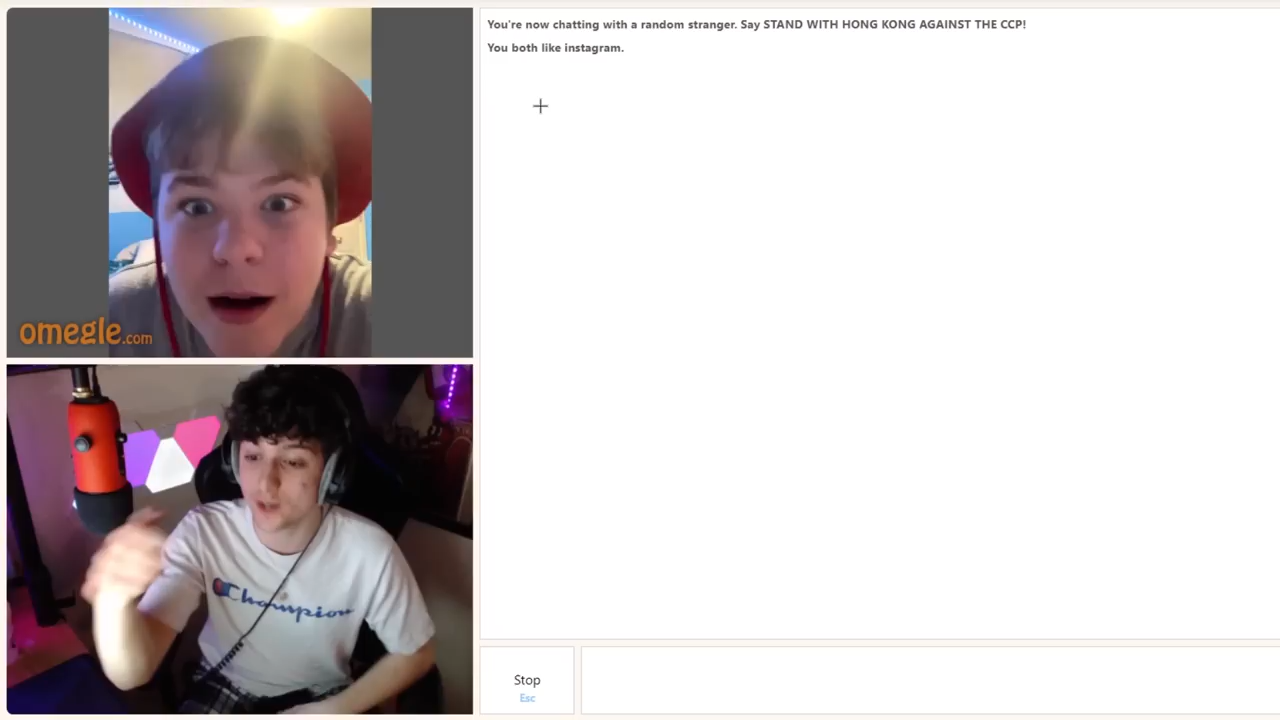 You're now chatting with a random stranger. Say STAND WITH HONG KONG AGAINST THE CCP!
You both like instagram.
omegle.com
Champion
Stop
Esc